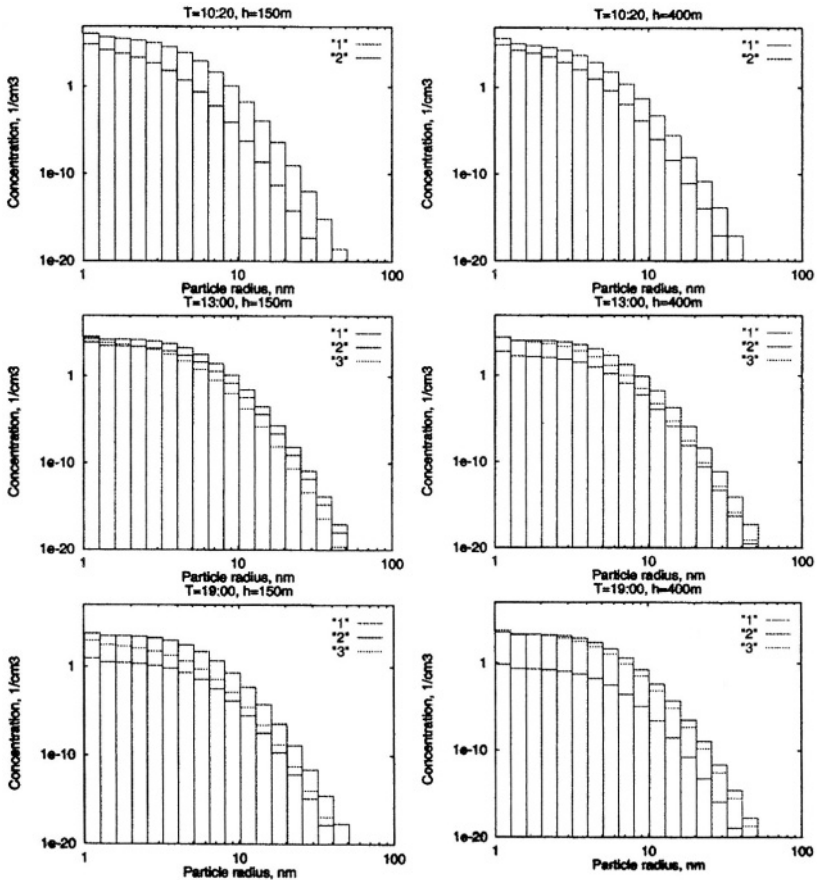 T=10:20, h=150m
Concentration, 1/cm3
1
1e-10
1e-20
"1"
"2"
1 10 100
Particle radius, nm
T=10:20, h=400m
Concentration, 1/cm3
1
1e-10
1e-20
"1"
"2"
1 10 100
Particle radius, nm
T=13:00, h=150m
Concentration, 1/cm3
1
1e-10
1e-20
"1"
"2"
"3"
1 10 100
Particle radius, nm
T=13:00, h=400m
Concentration, 1/cm3
1
1e-10
1e-20
"1"
"2"
"3"
1 10 100
Particle radius, nm
T=19:00, h=150m
Concentration, 1/cm3
1
1e-10
1e-20
"1"
"2"
"3"
1 10 100
Particle radius, nm
T=19:00, h=400m
Concentration, 1/cm3
1
1e-10
1e-20
"1"
"2"
"3"
1 10 100
Particle radius, nm